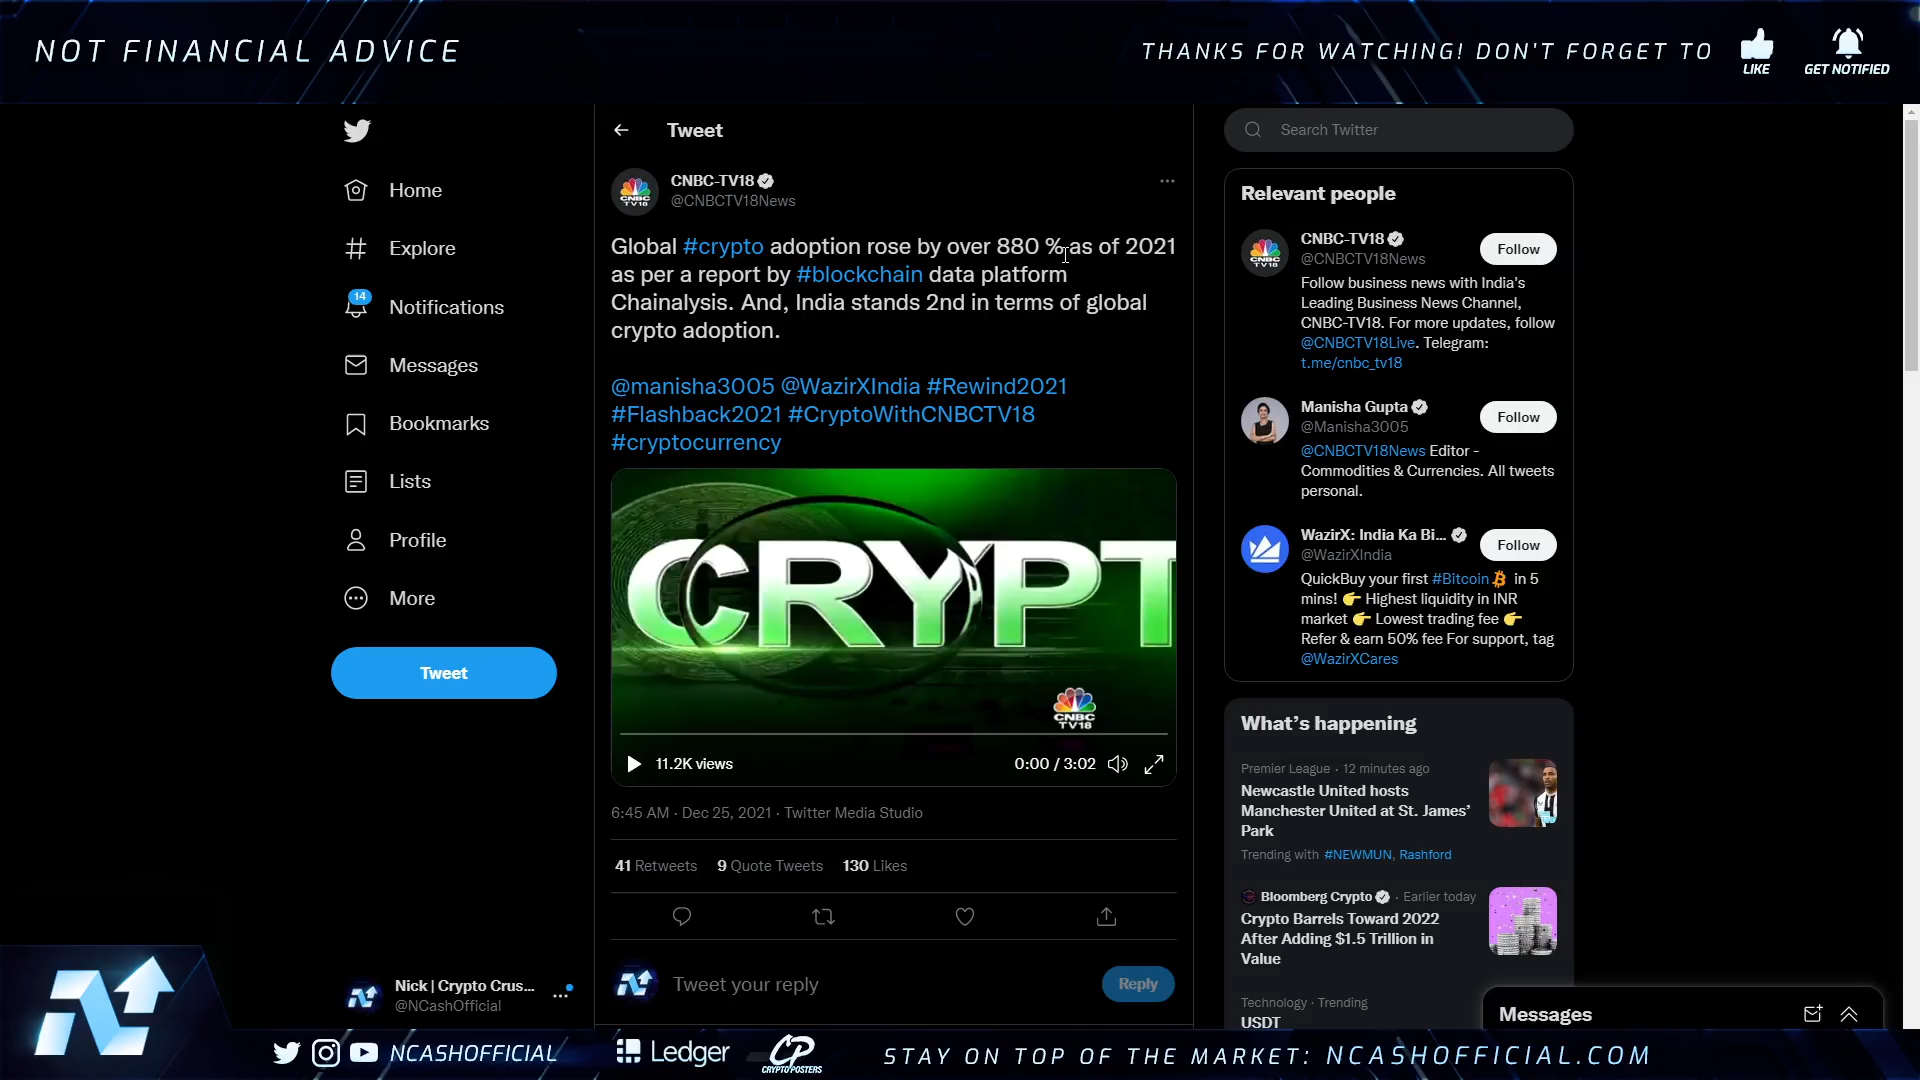 NOT FINANCIAL ADVICE
THANKS FOR WATCHING! DON'T FORGET TO
LIKE
GET NOTIFIED
Home
Explore
14
Notifications
Messages
Bookmarks
Lists
Profile
More
Tweet
Nick | Crypto Crus...
@NCashOfficial
Tweet
CNBC-TV18
@CNBCTV18News
Global #crypto adoption rose by over 880 % as of 2021
as per a report by #blockchain data platform
Chainalysis. And, India stands 2nd in terms of global
crypto adoption.
@manisha3005 @WazirXIndia #Rewind2021
#Flashback2021 #CryptoWithCNBCTV18
#cryptocurrency
CRYPT
CNBC
TV18
11.2K views
0:00 / 3:02
6:45 AM · Dec 25, 2021 · Twitter Media Studio
41 Retweets 9 Quote Tweets 130 Likes
Tweet your reply
Reply
Search Twitter
Relevant people
CNBC-TV18
@CNBCTV18News
Follow
Follow business news with India's
Leading Business News Channel,
CNBC-TV18. For more updates, follow
@CNBCTV18Live. Telegram:
t.me/cnbc_tv18
Manisha Gupta
@Manisha3005
Follow
@CNBCTV18News Editor -
Commodities & Currencies. All tweets
personal.
WazirX: India Ka Bi...
@WazirXIndia
Follow
QuickBuy your first #Bitcoin in 5
mins! 👉 Highest liquidity in INR
market 👉 Lowest trading fee 👉
Refer & earn 50% fee For support, tag
@WazirXCares
What's happening
Premier League · 12 minutes ago
Newcastle United hosts
Manchester United at St. James'
Park
Trending with #NEWMUN, Rashford
Bloomberg Crypto · Earlier today
Crypto Barrels Toward 2022
After Adding $1.5 Trillion in
Value
Technology · Trending
USDT
Messages
NCASHOFFICIAL
Ledger
CP
CRYPTOPOSTERS
STAY ON TOP OF THE MARKET: NCASHOFFICIAL.COM